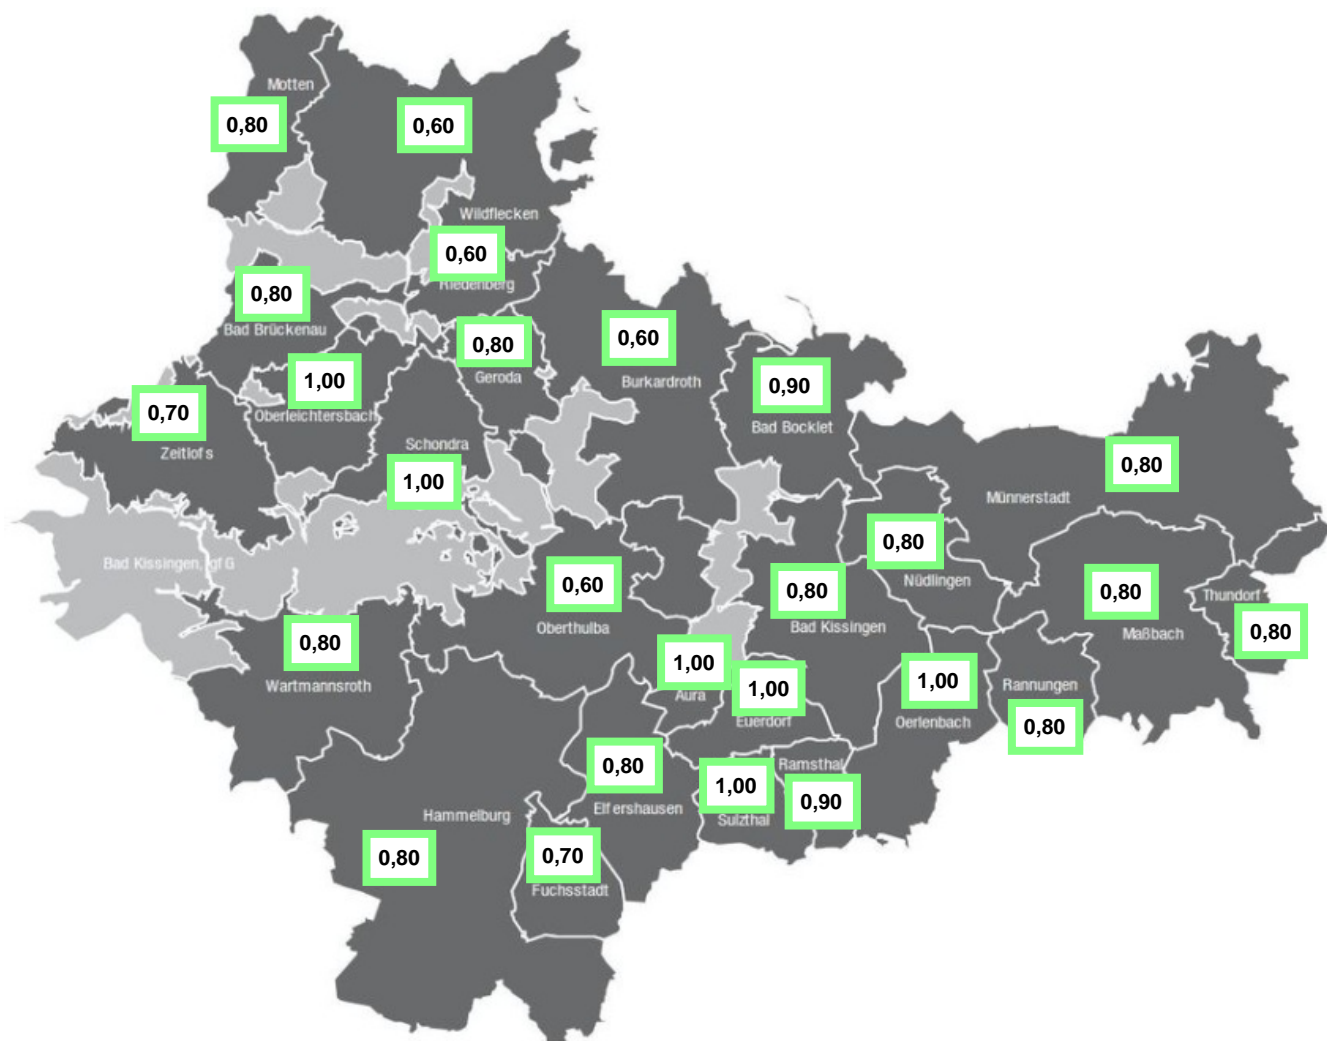 Motten
0,80
0,60
Wildflecken
0,60
Riedenberg
0,80
Bad Brückenau
0,80
Geroda
0,60
Burkardroth
1,00
Oberleichtersbach
0,90
Bad Bocklet
0,70
Zeitlofs
Schondra
1,00
0,80
Münnerstadt
0,80
Nüdlingen
Bad Kissingen, gfG
0,60
Oberthulba
0,80
Bad Kissingen
0,80
Maßbach
Thundorf
0,80
0,80
Wartmannsroth
1,00
Aura
1,00
Euerdorf
1,00
Oerlenbach
Rannungen
0,80
0,80
Elfershausen
1,00
Sulzthal
Ramsthal
0,90
Hammelburg
0,80
0,70
Fuchsstadt